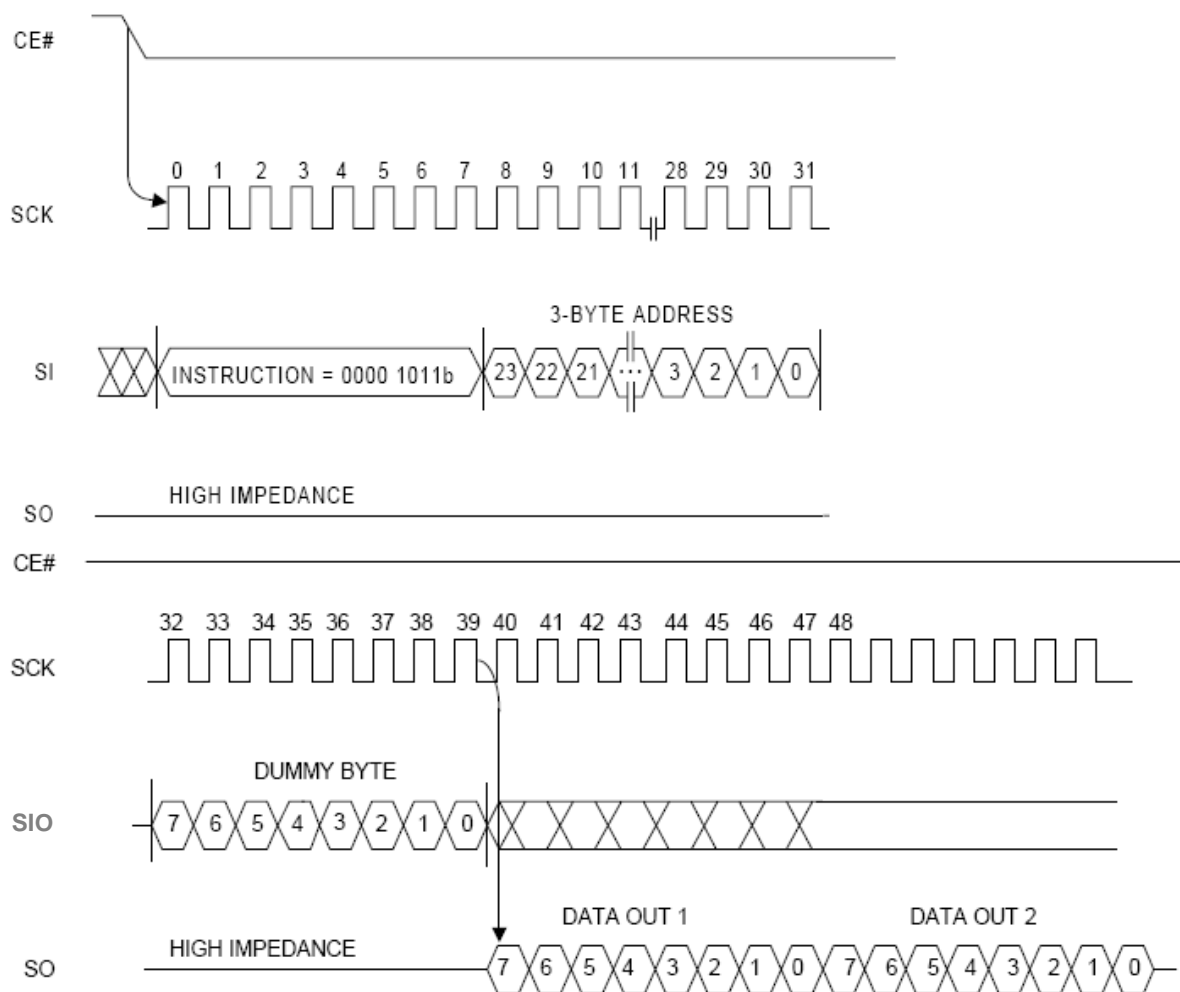 CE#
0 1 2 3 4 5 6 7 8 9 10 11 28 29 30 31
SCK
3-BYTE ADDRESS
SI INSTRUCTION = 0000 1011b 23 22 21 ... 3 2 1 0
HIGH IMPEDANCE
SO
CE#
32 33 34 35 36 37 38 39 40 41 42 43 44 45 46 47 48
SCK
DUMMY BYTE
SIO 7 6 5 4 3 2 1 0
DATA OUT 1 DATA OUT 2
HIGH IMPEDANCE
SO 7 6 5 4 3 2 1 0 7 6 5 4 3 2 1 0